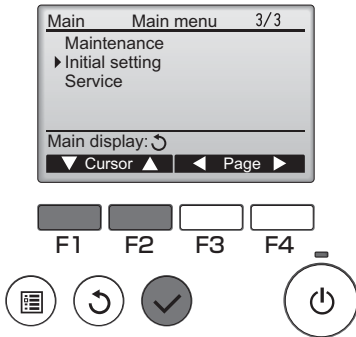 Main Main menu 3/3
Maintenance
Initial setting
Service
Main display:
Cursor Page
F1 F2 F3 F4